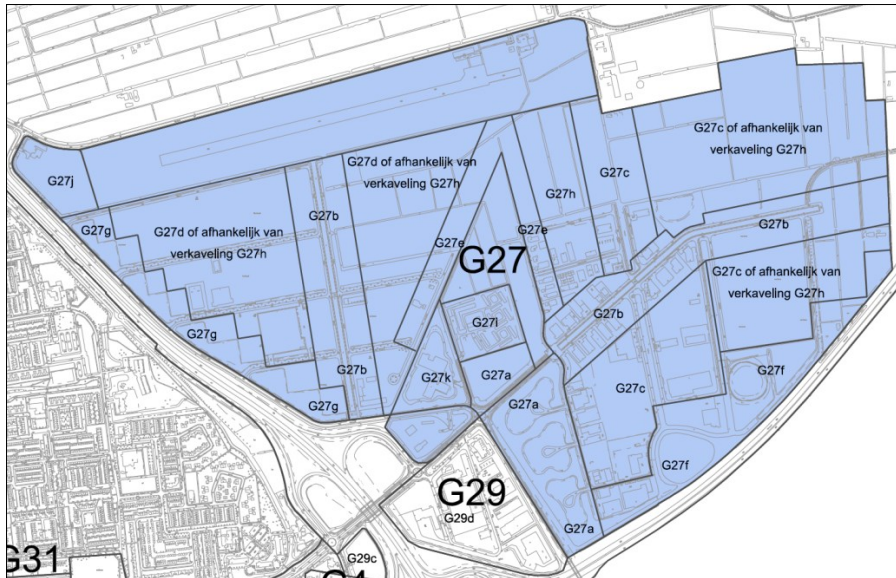 G27c of afhankelijk van
verkaveling G27h
G27d of afhankelijk van
verkaveling G27h
G27j
G27c
G27h
G27b
G27g
G27d of afhankelijk van
verkaveling G27h
G27b
G27e
G27e
G27
G27c of afhankelijk van
verkaveling G27h
G27i
G27b
G27g
G27b
G27k
G27a
G27f
G27c
G27g
G27a
G27f
G29
G29d
G27a
G31
G29c